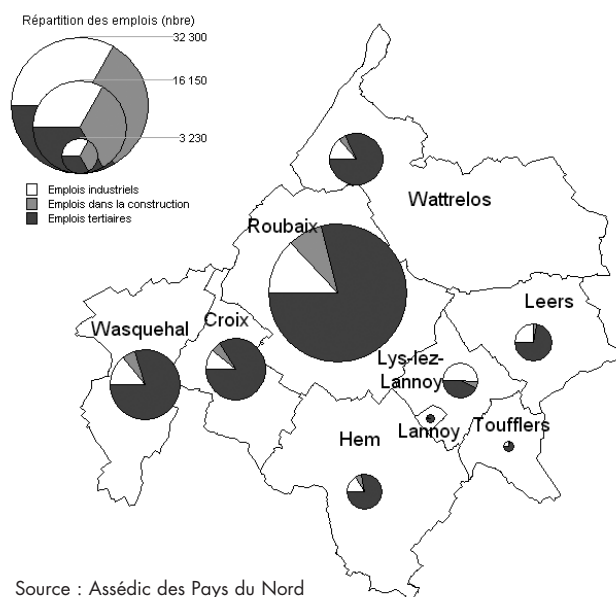 Répartition des emplois (nbre)
32 300
16 150
3 230
Emplois industriels
Emplois dans la construction
Emplois tertiaires
Wattrelos
Roubaix
Leers
Wasquehal
Croix
Lys-lez-
Lannoy
Lannoy
Toufflers
Hem
Source : Assédic des Pays du Nord